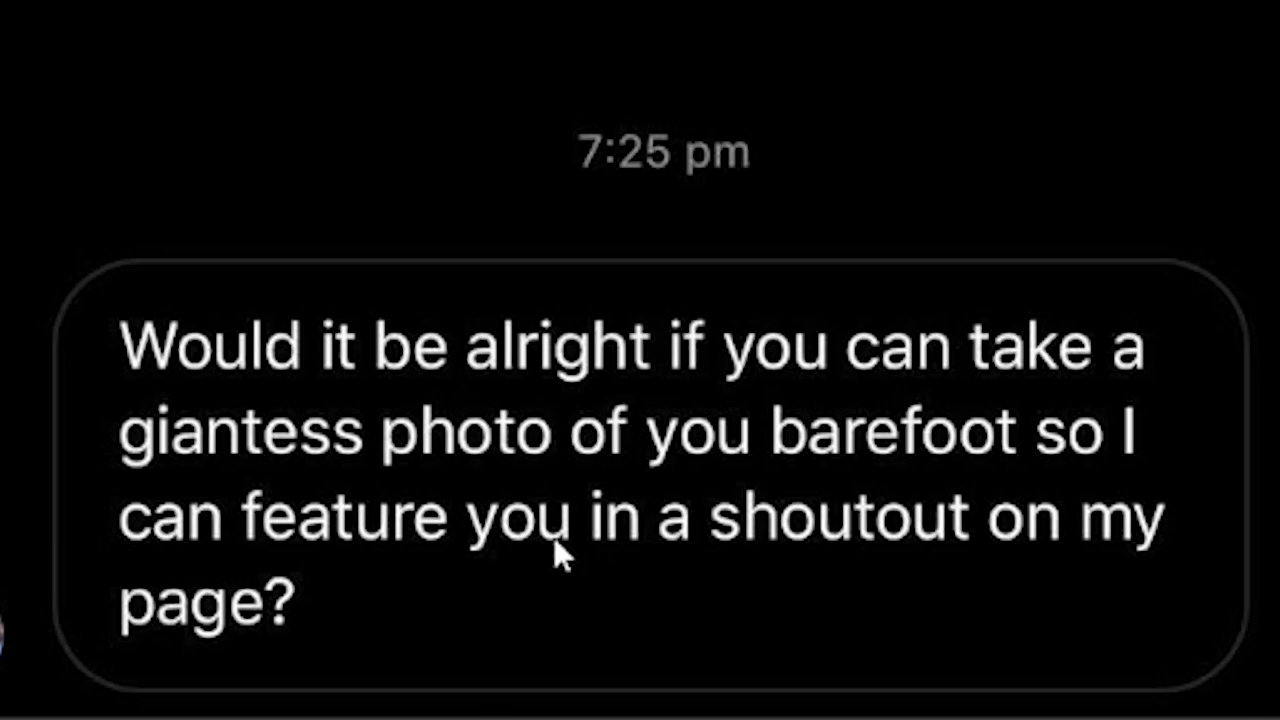 7:25 pm
Would it be alright if you can take a
giantess photo of you barefoot so I
can feature you in a shoutout on my
page?